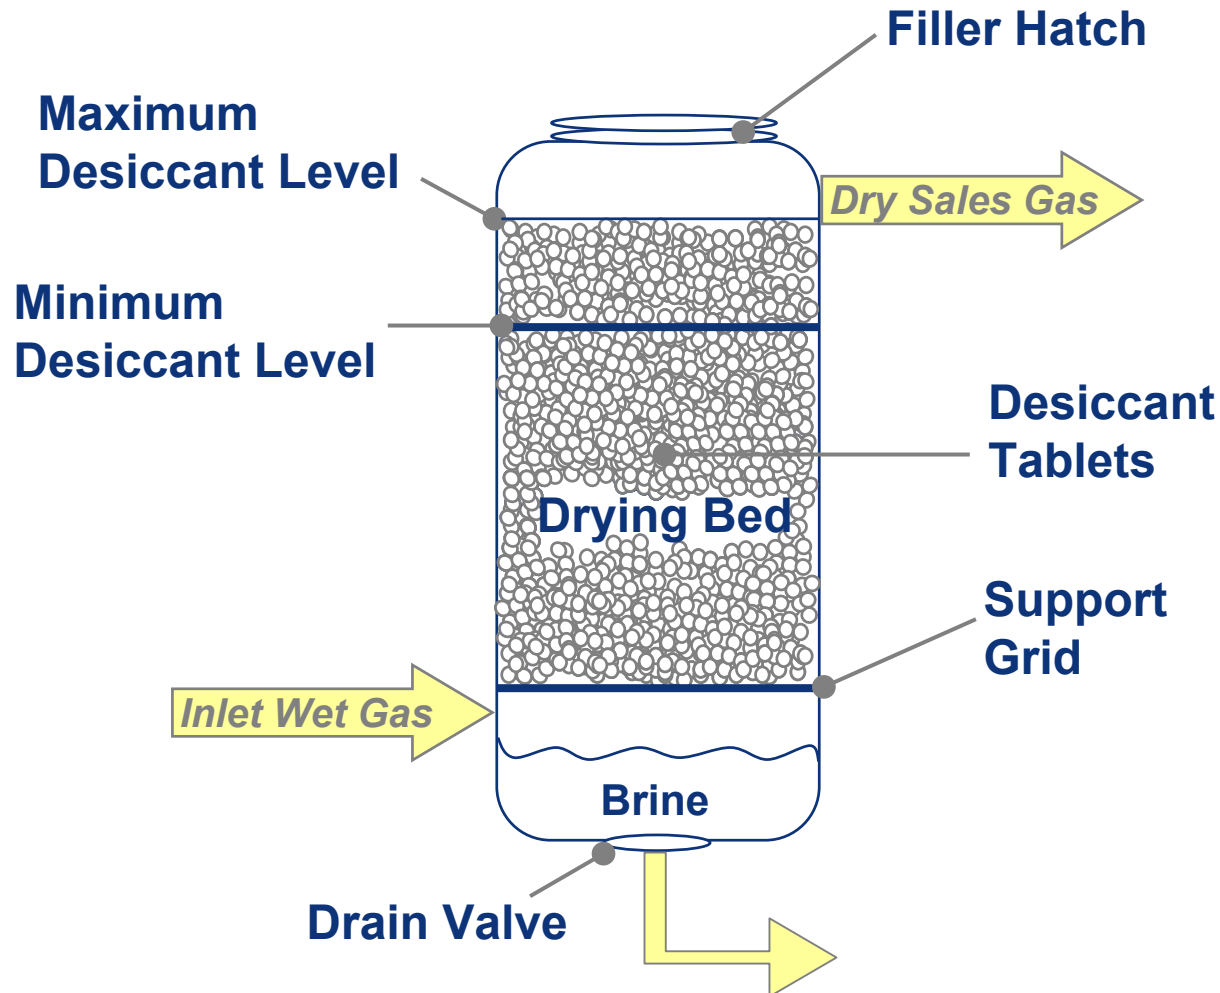 Filler Hatch
Maximum
Desiccant Level
Dry Sales Gas
Minimum
Desiccant Level
Desiccant
Tablets
Drying Bed
Support
Grid
Inlet Wet Gas
Brine
Drain Valve